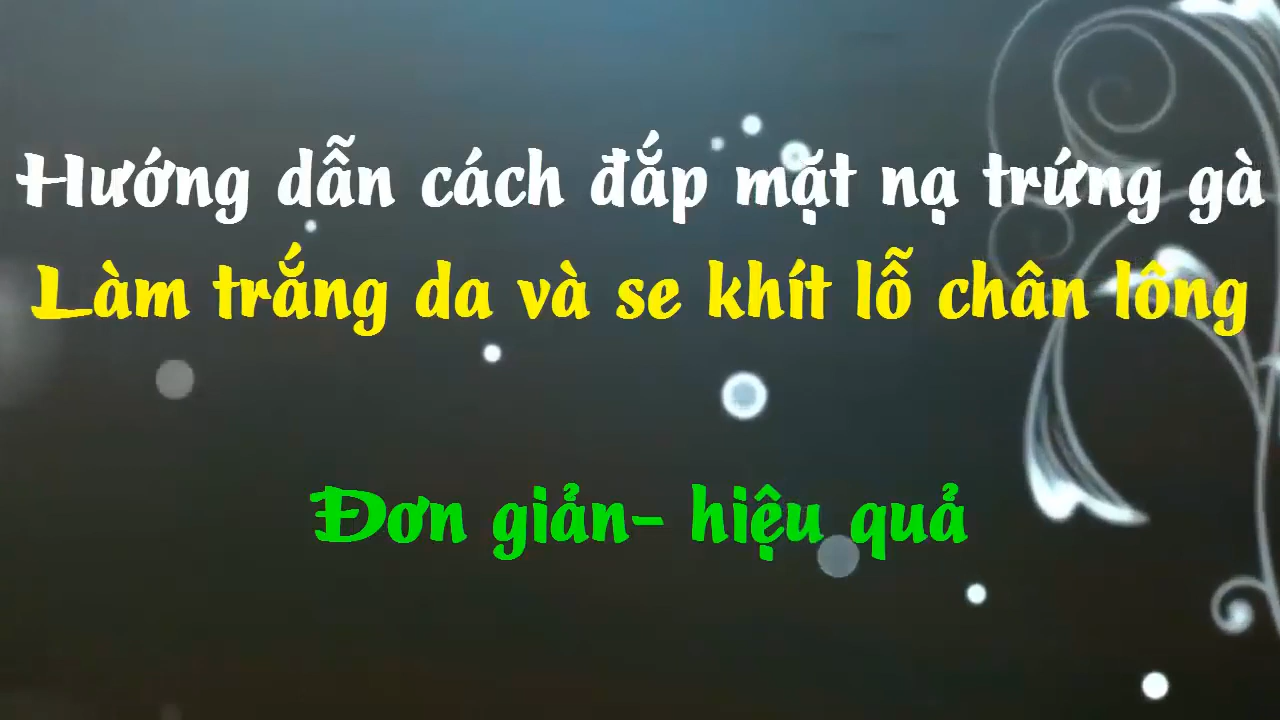 Hướng dẫn cách đắp mặt nạ trứng gà
Làm trắng da và se khít lỗ chân lông
Đơn giản- hiệu quả